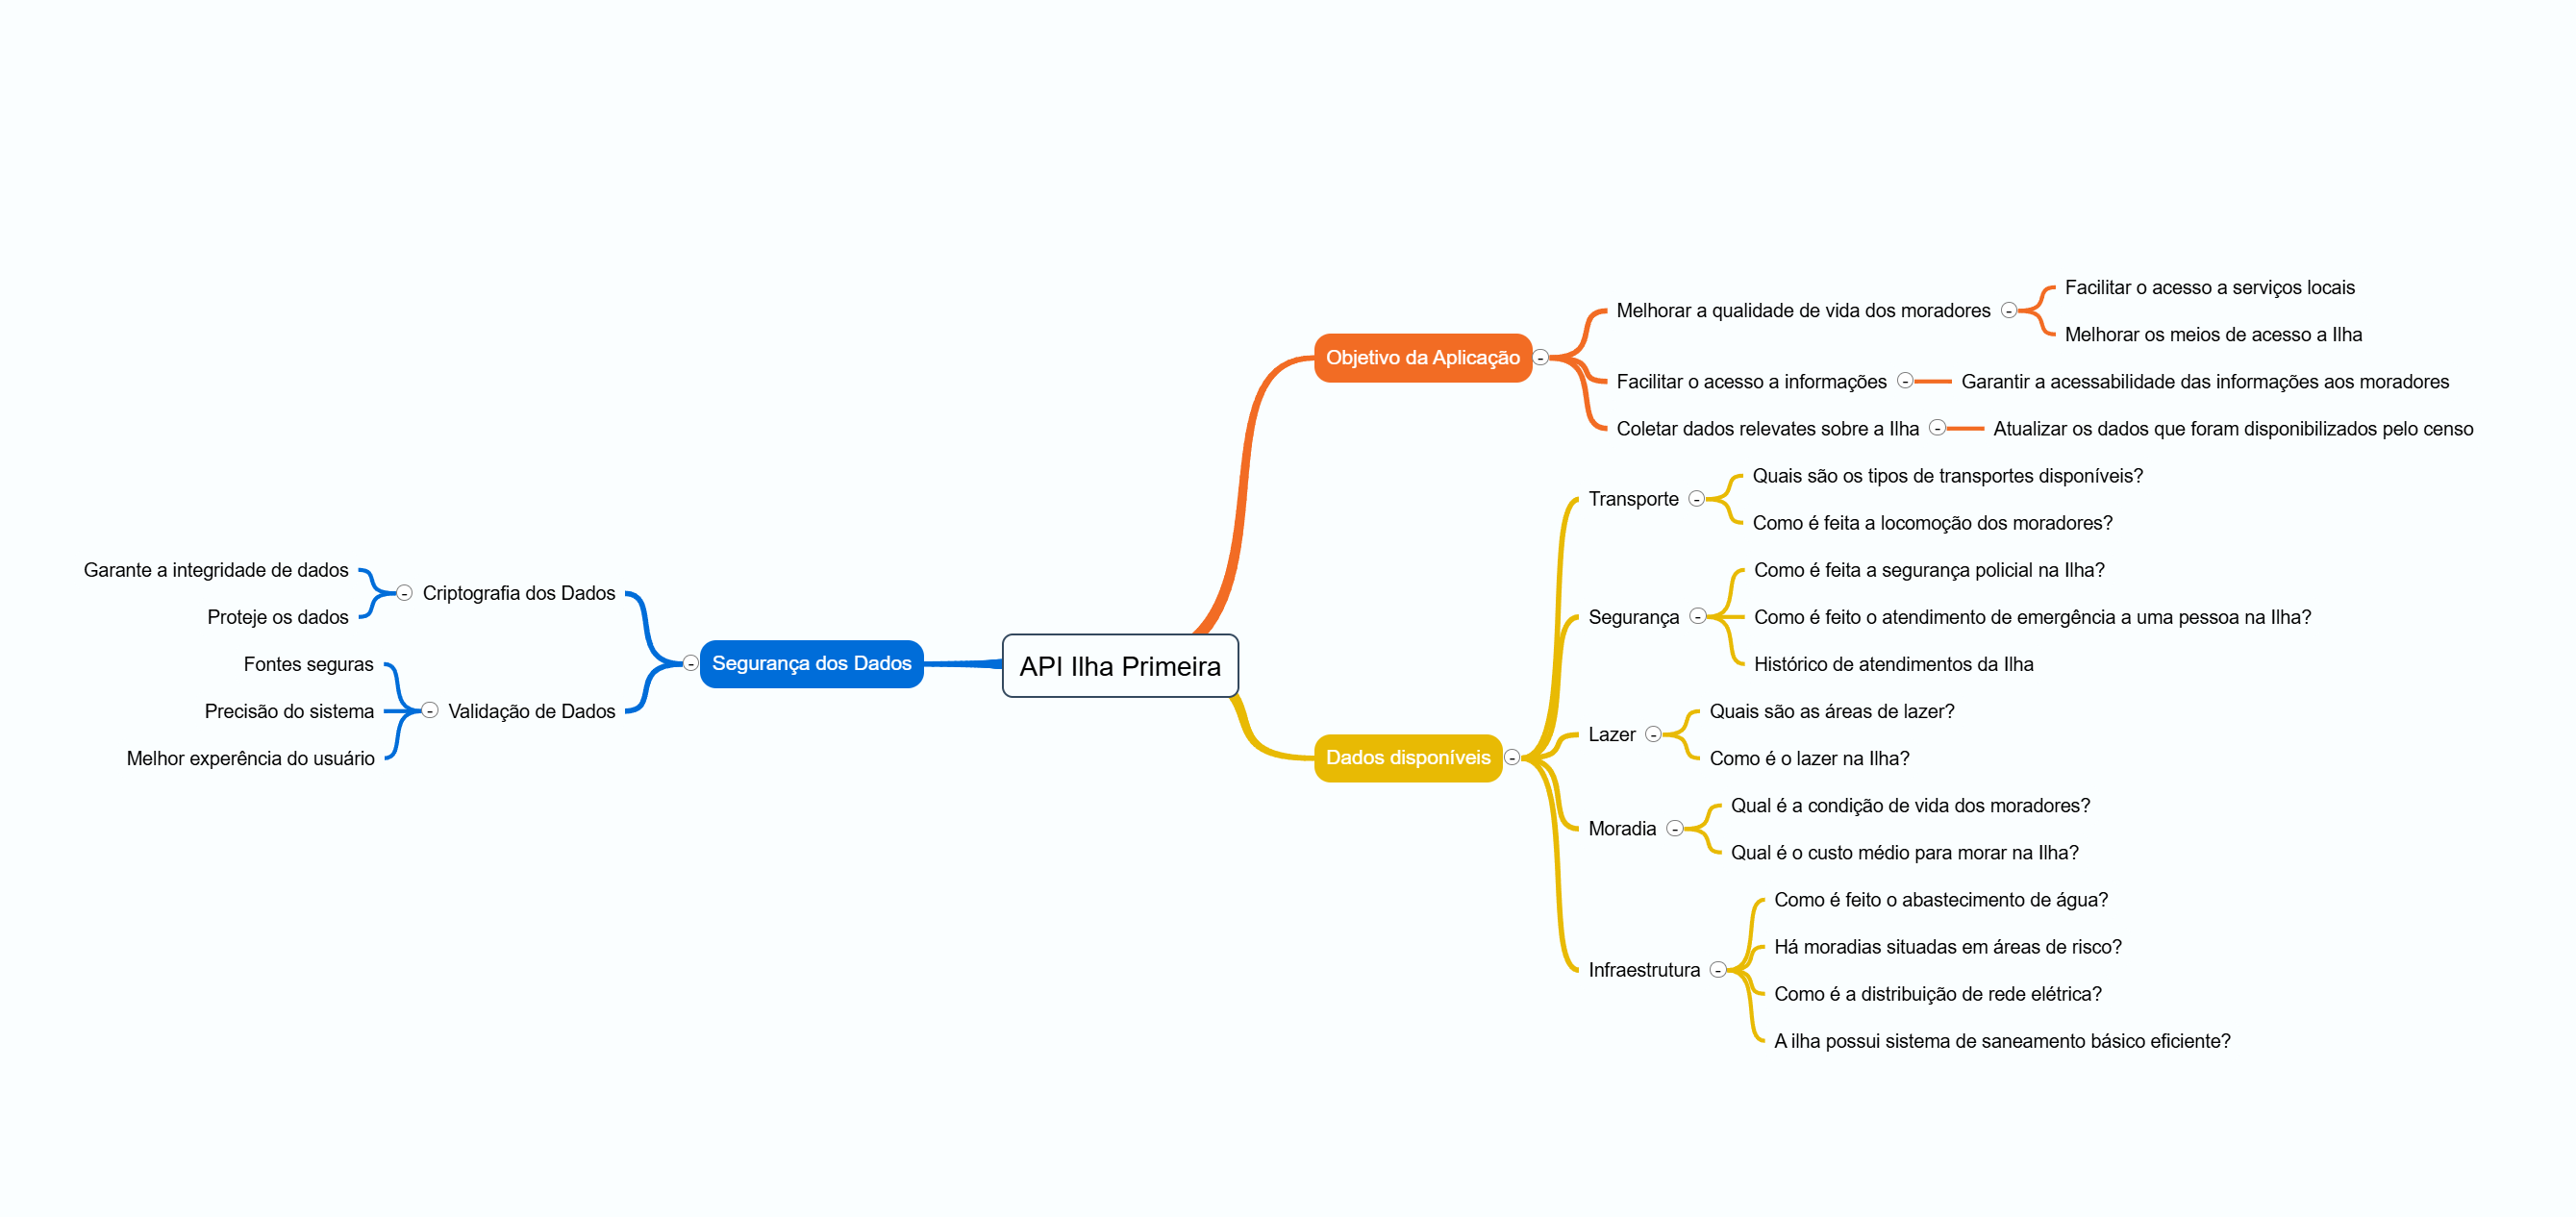 API Ilha Primeira
Objetivo da Aplicação
Melhorar a qualidade de vida dos moradores
Facilitar o acesso a serviços locais
Melhorar os meios de acesso a Ilha
Facilitar o acesso a informações
Garantir a acessabilidade das informações aos moradores
Coletar dados relevates sobre a Ilha
Atualizar os dados que foram disponibilizados pelo censo
Dados disponíveis
Transporte
Quais são os tipos de transportes disponíveis?
Como é feita a locomoção dos moradores?
Segurança
Como é feita a segurança policial na Ilha?
Como é feito o atendimento de emergência a uma pessoa na Ilha?
Histórico de atendimentos da Ilha
Lazer
Quais são as áreas de lazer?
Como é o lazer na Ilha?
Moradia
Qual é a condição de vida dos moradores?
Qual é o custo médio para morar na Ilha?
Infraestrutura
Como é feito o abastecimento de água?
Há moradias situadas em áreas de risco?
Como é a distribuição de rede elétrica?
A ilha possui sistema de saneamento básico eficiente?
Segurança dos Dados
Criptografia dos Dados
Garante a integridade de dados
Proteje os dados
Validação de Dados
Fontes seguras
Precisão do sistema
Melhor experência do usuário